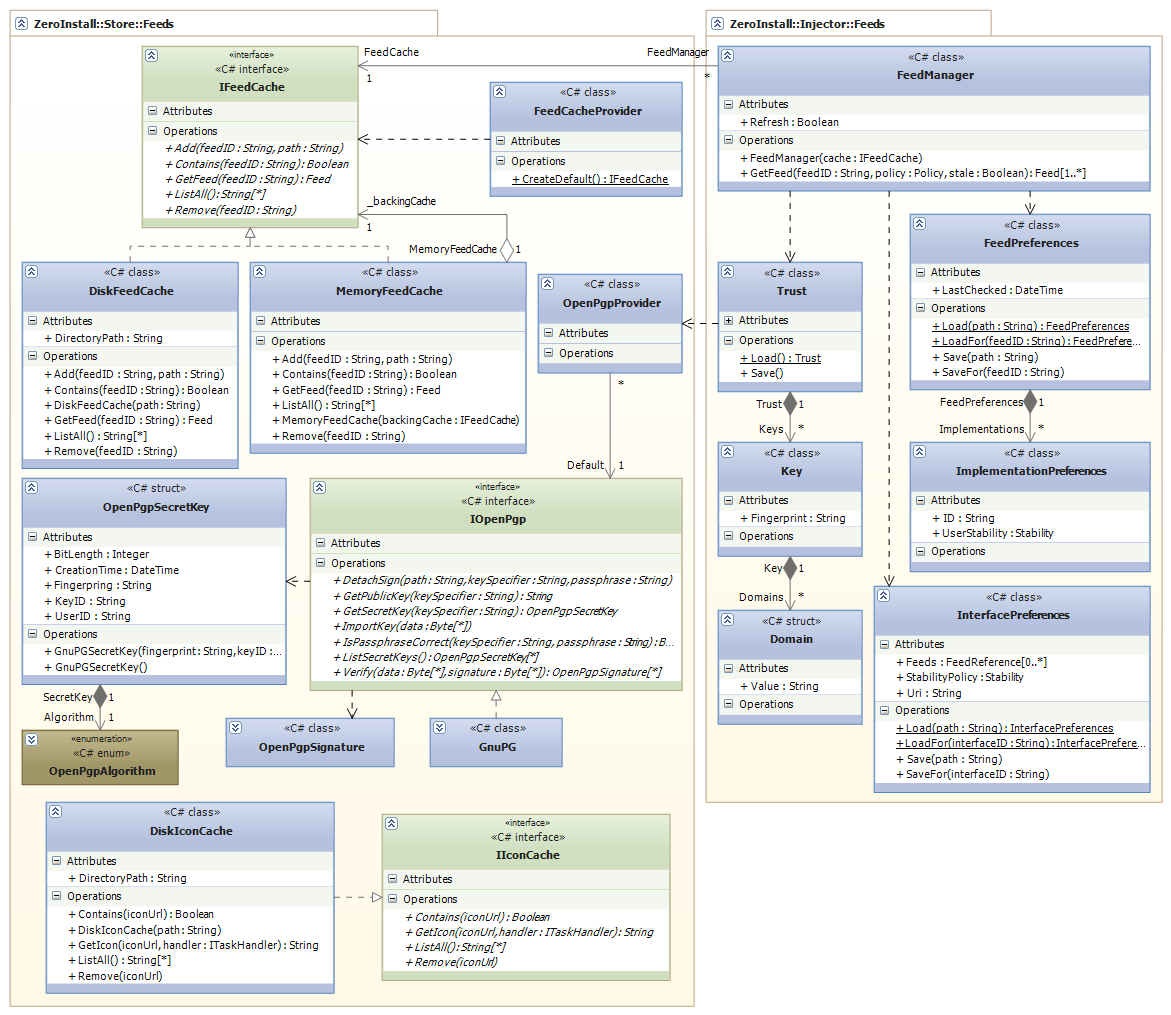 ZeroInstall::Store::Feeds
«interface»
«C# interface»
IFeedCache
Attributes
Operations
+ Add(feedID : String, path : String)
+ Contains(feedID : String) : Boolean
+ GetFeed(feedID : String) : Feed
+ ListAll() : String[*]
+ Remove(feedID : String)
FeedCache
1
FeedManager
*
«C# class»
FeedCacheProvider
Attributes
Operations
+ CreateDefault() : IFeedCache
_backingCache
1
MemoryFeedCache
1
«C# class»
DiskFeedCache
Attributes
+ DirectoryPath : String
Operations
+ Add(feedID : String, path : String)
+ Contains(feedID : String) : Boolean
+ DiskFeedCache(path : String)
+ GetFeed(feedID : String) : Feed
+ ListAll() : String[*]
+ Remove(feedID : String)
«C# class»
MemoryFeedCache
Attributes
Operations
+ Add(feedID : String, path : String)
+ Contains(feedID : String) : Boolean
+ GetFeed(feedID : String) : Feed
+ ListAll() : String[*]
+ MemoryFeedCache(backingCache : IFeedCache)
+ Remove(feedID : String)
«C# class»
OpenPgpProvider
Attributes
Operations
*
Default
1
«C# struct»
OpenPgpSecretKey
Attributes
+ BitLength : Integer
+ CreationTime : DateTime
+ Fingerpring : String
+ KeyID : String
+ UserID : String
Operations
+ GnuPGSecretKey(fingerprint : String, keyID : ...
+ GnuPGSecretKey()
SecretKey
1
Algorithm
1
«enumeration»
«C# enum»
OpenPgpAlgorithm
«interface»
«C# interface»
IOpenPgp
Attributes
Operations
+ DetachSign(path : String, keySpecifier : String, passphrase : String)
+ GetPublicKey(keySpecifier : String) : String
+ GetSecretKey(keySpecifier : String) : OpenPgpSecretKey
+ ImportKey(data : Byte[*])
+ IsPassphraseCorrect(keySpecifier : String, passphrase : String) : B...
+ ListSecretKeys() : OpenPgpSecretKey[*]
+ Verify(data : Byte[*], signature : Byte[*]) : OpenPgpSignature[*]
«C# class»
OpenPgpSignature
«C# class»
GnuPG
«C# class»
DiskIconCache
Attributes
+ DirectoryPath : String
Operations
+ Contains(iconUrl) : Boolean
+ DiskIconCache(path : String)
+ GetIcon(iconUrl, handler : ITaskHandler) : String
+ ListAll() : String[*]
+ Remove(iconUrl)
«interface»
«C# interface»
IIconCache
Attributes
Operations
+ Contains(iconUrl) : Boolean
+ GetIcon(iconUrl, handler : ITaskHandler) : String
+ ListAll() : String[*]
+ Remove(iconUrl)
ZeroInstall::Injector::Feeds
«C# class»
FeedManager
Attributes
+ Refresh : Boolean
Operations
+ FeedManager(cache : IFeedCache)
+ GetFeed(feedID : String, policy : Policy, stale : Boolean) : Feed[1..*]
«C# class»
Trust
Attributes
Operations
+ Load() : Trust
+ Save()
Trust
1
Keys
*
«C# class»
Key
Attributes
+ Fingerprint : String
Operations
Key
1
Domains
*
«C# struct»
Domain
Attributes
+ Value : String
Operations
«C# class»
FeedPreferences
Attributes
+ LastChecked : DateTime
Operations
+ Load(path : String) : FeedPreferences
+ LoadFor(feedID : String) : FeedPrefere...
+ Save(path : String)
+ SaveFor(feedID : String)
FeedPreferences
1
Implementations
*
«C# class»
ImplementationPreferences
Attributes
+ ID : String
+ UserStability : Stability
Operations
«C# class»
InterfacePreferences
Attributes
+ Feeds : FeedReference[0..*]
+ StabilityPolicy : Stability
+ Uri : String
Operations
+ Load(path : String) : InterfacePreferences
+ LoadFor(interfaceID : String) : InterfacePrefere...
+ Save(path : String)
+ SaveFor(interfaceID : String)